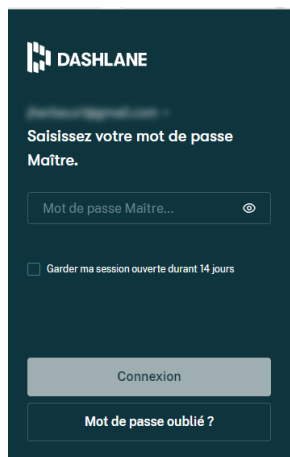 DASHLANE
Saisissez votre mot de passe
Maître.
Mot de passe Maître...
Garder ma session ouverte durant 14 jours
Connexion
Mot de passe oublié ?